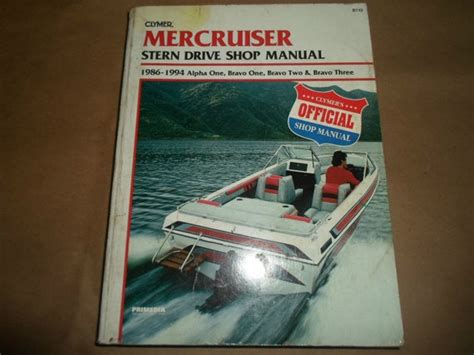 CLYMER
B742
MERCRUISER
STERN DRIVE SHOP MANUAL
1986-1994 Alpha One, Bravo One, Bravo Two & Bravo Three
CLYMER'S
OFFICIAL
SHOP MANUAL
PRIMEDIA